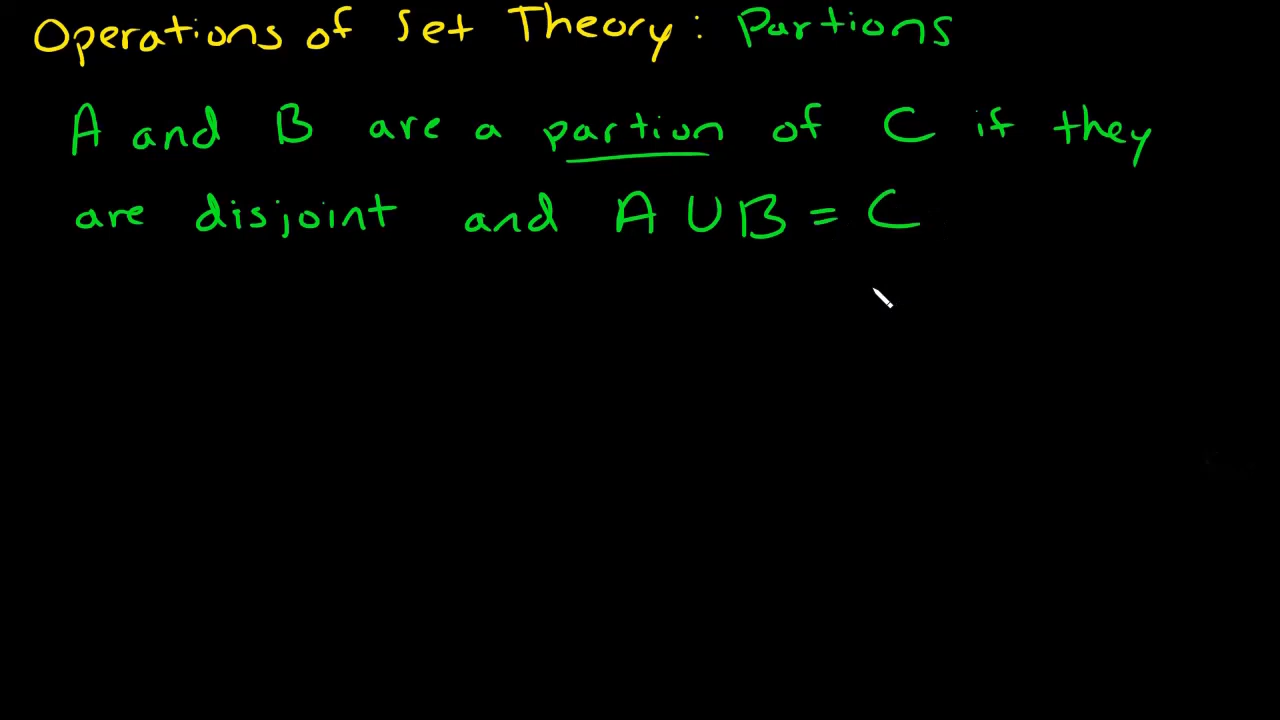 Operations of Set Theory: Partions
A and B are a partion of C if they
are disjoint and A ∪ B = C